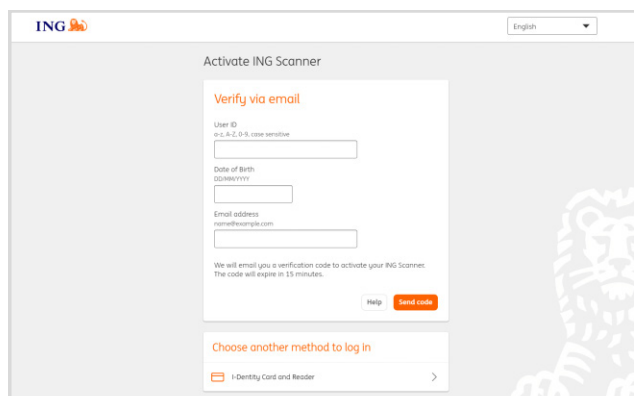 ING
English
Activate ING Scanner
Verify via email
User ID
a-z, A-Z, 0-9, case sensitive
Date of Birth
DD/MM/YYYY
Email address
name@example.com
We will email you a verification code to activate your ING Scanner.
The code will expire in 15 minutes.
Help
Send code
Choose another method to log in
I-Dentity Card and Reader